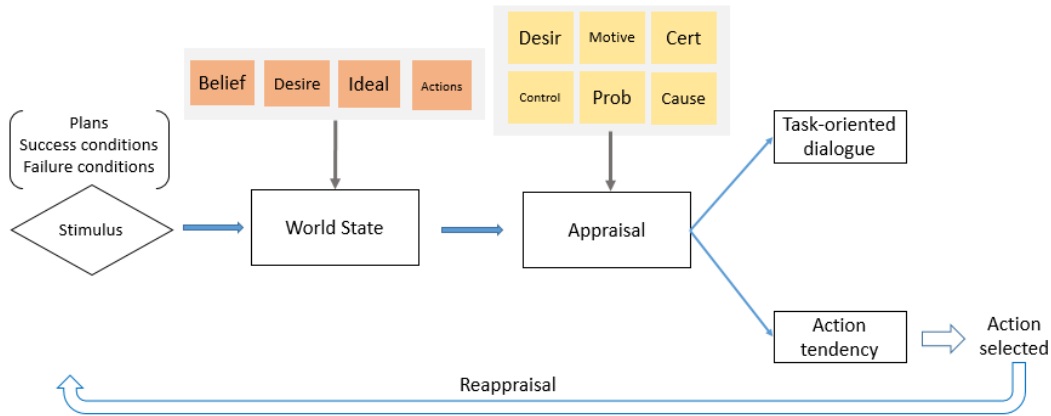 Desir
Motive
Cert
Control
Prob
Cause
Belief
Desire
Ideal
Actions
Plans
Success conditions
Failure conditions
Stimulus
World State
Appraisal
Task-oriented
dialogue
Action
tendency
Action
selected
Reappraisal